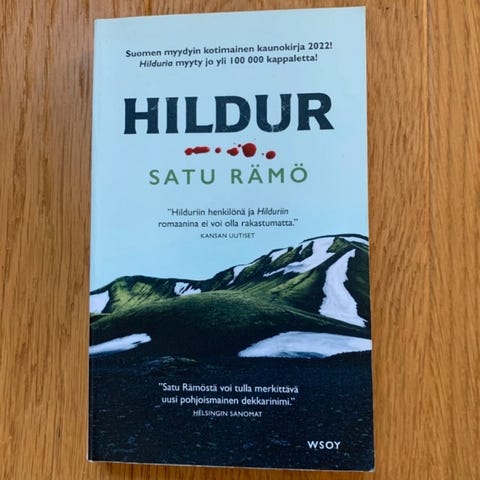 Suomen myydyin kotimainen kaunokirja 2022!
Hilduria myyty jo yli 100 000 kappaletta!
HILDUR
SATU RÄMÖ
"Hilduriin henkilönä ja Hilduriin
romaanina ei voi olla rakastumatta."
KANSAN UUTISET
"Satu Rämöstä voi tulla merkittävä
uusi pohjoismainen dekkarinimi."
HELSINGIN SANOMAT
WSOY